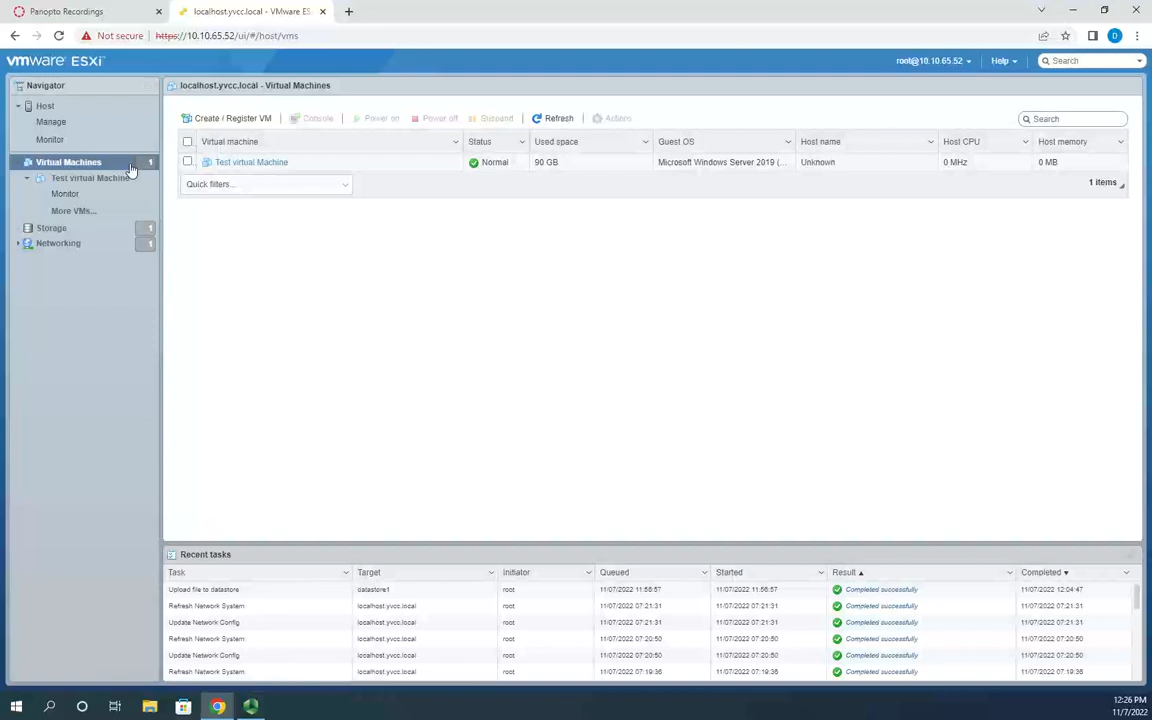 Panopto Recordings
localhost.yvcc.local - VMware ES
Not secure
https://10.10.65.52/ui/#/host/vms
D
vmware ESXi
root@10.10.65.52
Help
Search
Navigator
Host
Manage
Monitor
Virtual Machines 1
Test virtual Machine
Monitor
More VMs...
Storage 1
Networking 1
localhost.yvcc.local - Virtual Machines
Create / Register VM
Console
Power on
Power off
Suspend
Refresh
Actions
Search
Virtual machine Status Used space Guest OS Host name Host CPU Host memory
Test virtual Machine Normal 90 GB Microsoft Windows Server 2019 (... Unknown 0 MHz 0 MB
Quick filters...
1 items
Recent tasks
Task Target Initiator Queued Started Result Completed
Upload file to datastore datastore1 root 11/07/2022 11:56:57 11/07/2022 11:56:57 Completed successfully 11/07/2022 12:04:47
Refresh Network System localhost.yvcc.local root 11/07/2022 07:21:31 11/07/2022 07:21:31 Completed successfully 11/07/2022 07:21:31
Update Network Config localhost.yvcc.local root 11/07/2022 07:21:31 11/07/2022 07:21:31 Completed successfully 11/07/2022 07:21:31
Refresh Network System localhost.yvcc.local root 11/07/2022 07:20:50 11/07/2022 07:20:50 Completed successfully 11/07/2022 07:20:50
Update Network Config localhost.yvcc.local root 11/07/2022 07:20:50 11/07/2022 07:20:50 Completed successfully 11/07/2022 07:20:50
Refresh Network System localhost.yvcc.local root 11/07/2022 07:19:36 11/07/2022 07:19:36 Completed successfully 11/07/2022 07:19:36
12:26 PM
11/7/2022